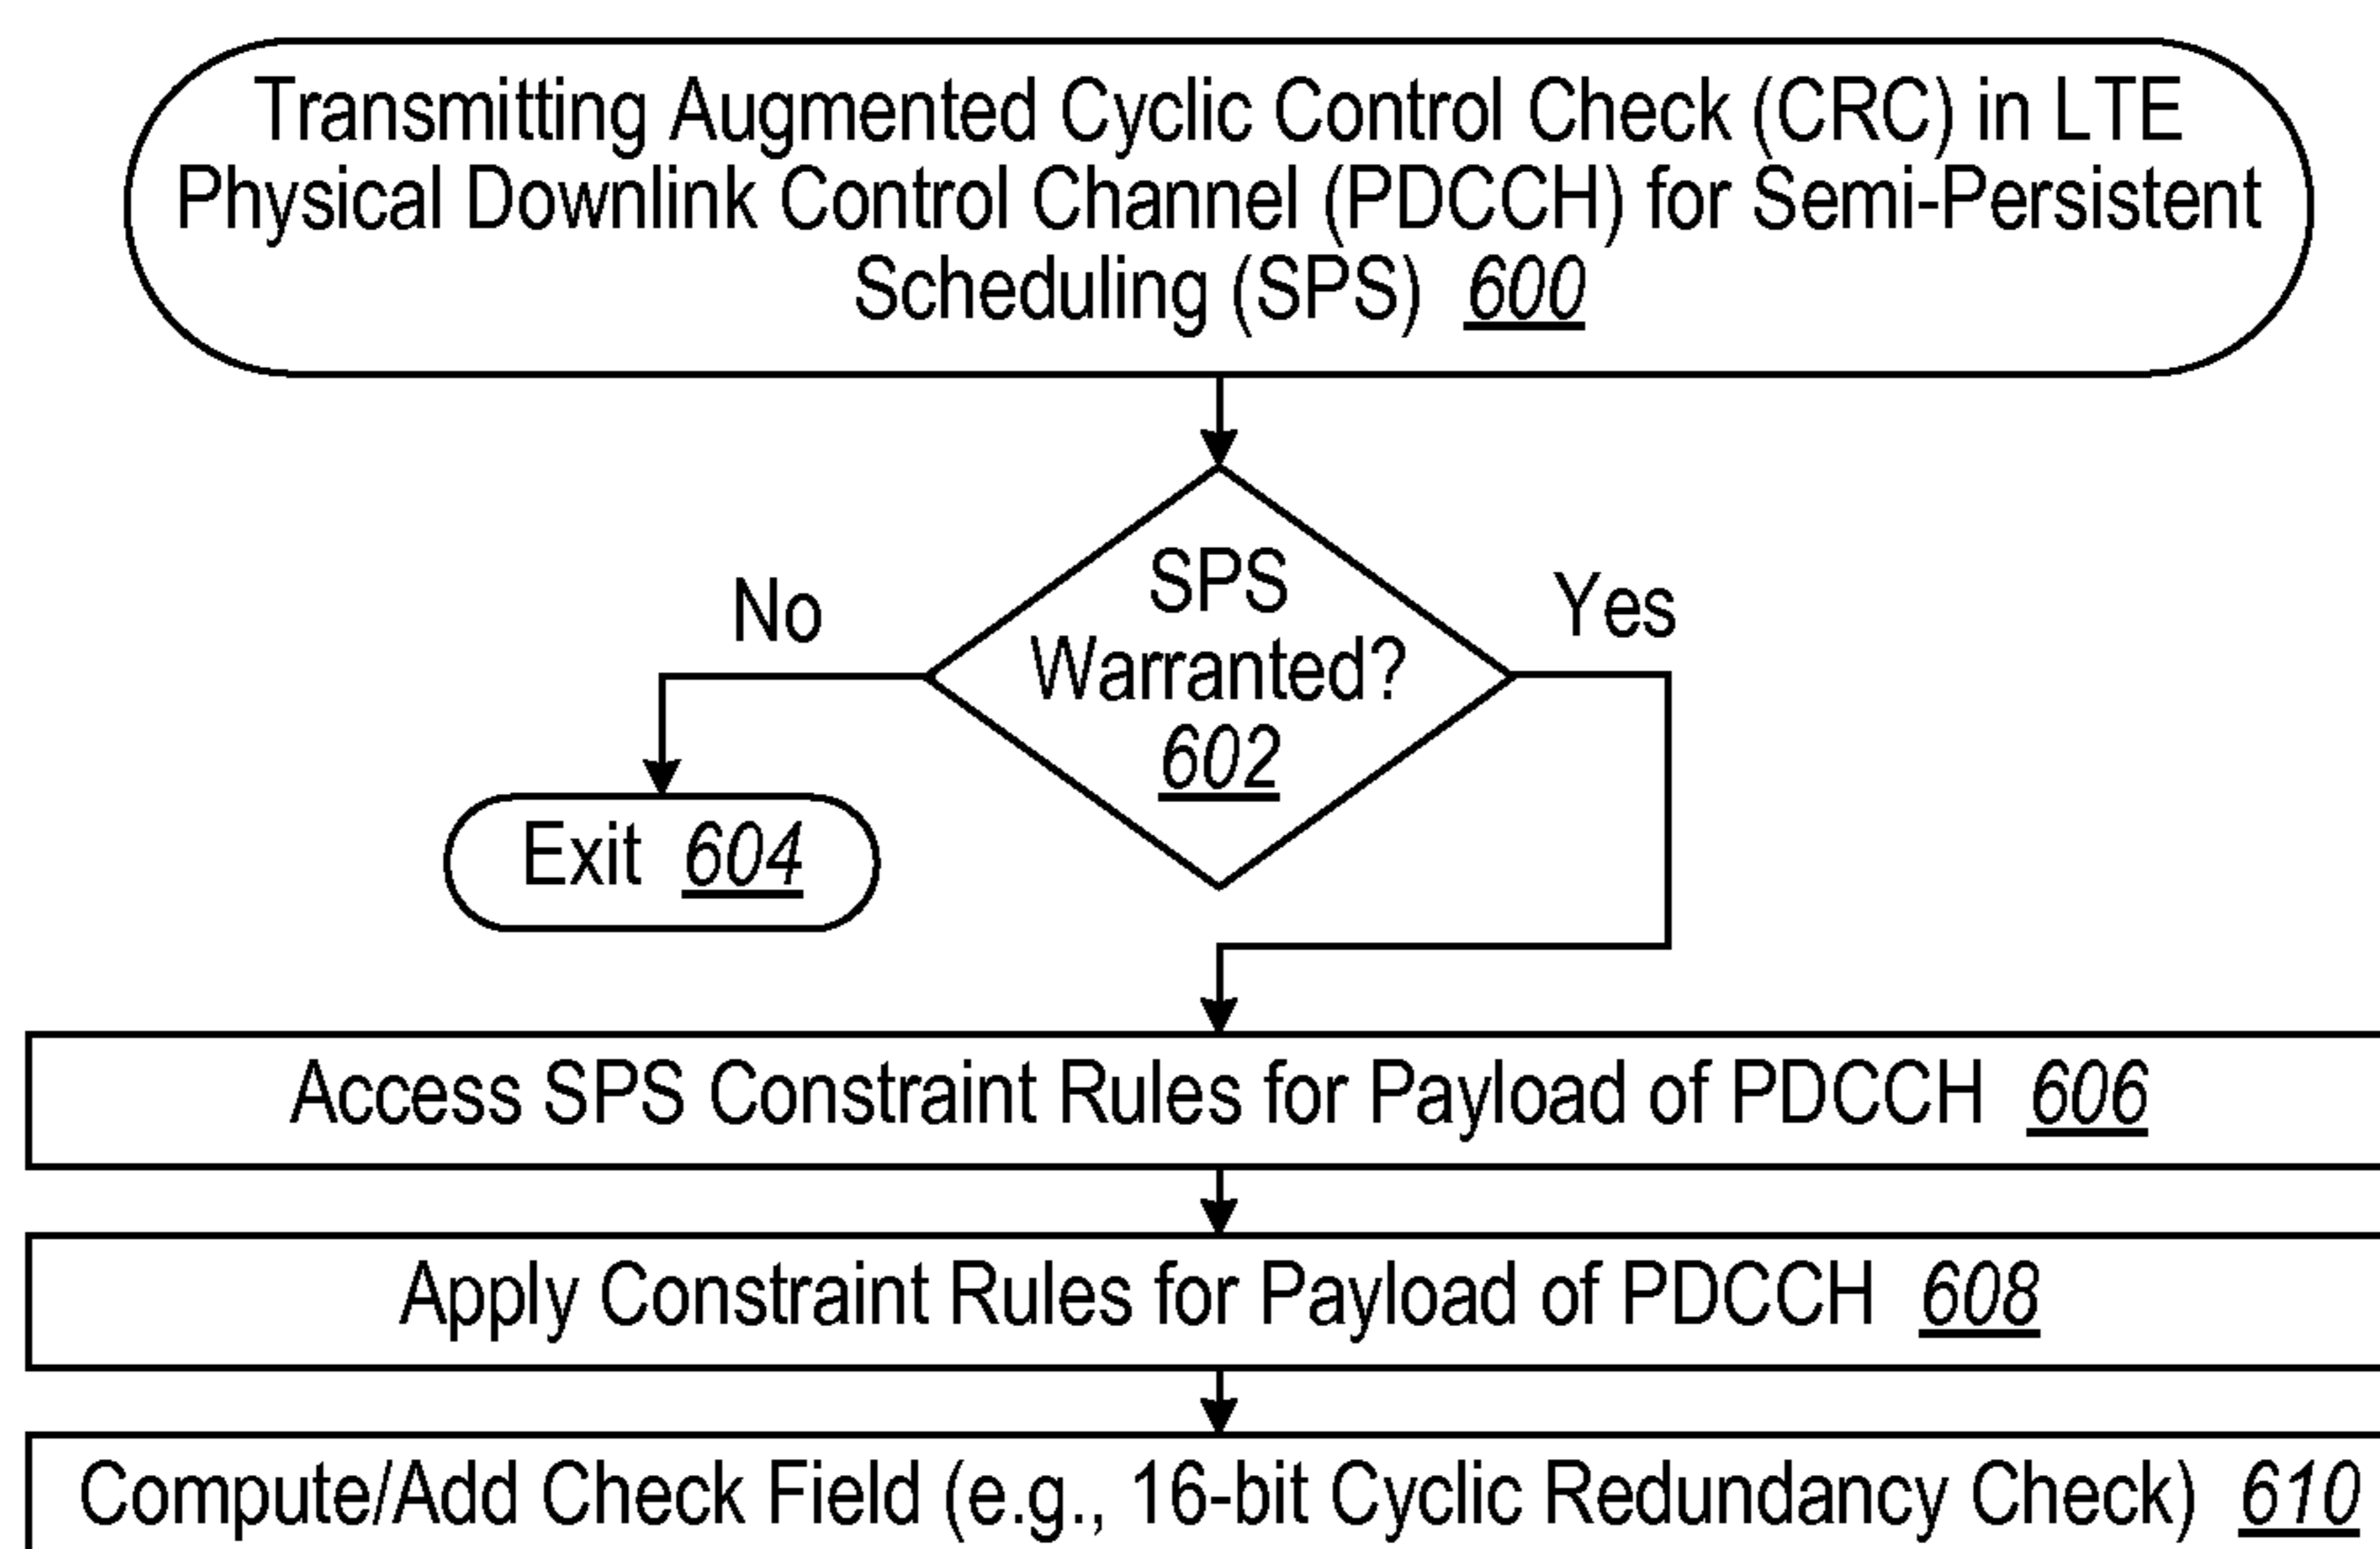 Transmitting Augmented Cyclic Control Check (CRC) in LTE
Physical Downlink Control Channel (PDCCH) for Semi-Persistent
Scheduling (SPS) 600
No
SPS
Warranted?
602
Yes
Exit 604
Access SPS Constraint Rules for Payload of PDCCH 606
Apply Constraint Rules for Payload of PDCCH 608
Compute/Add Check Field (e.g., 16-bit Cyclic Redundancy Check) 610